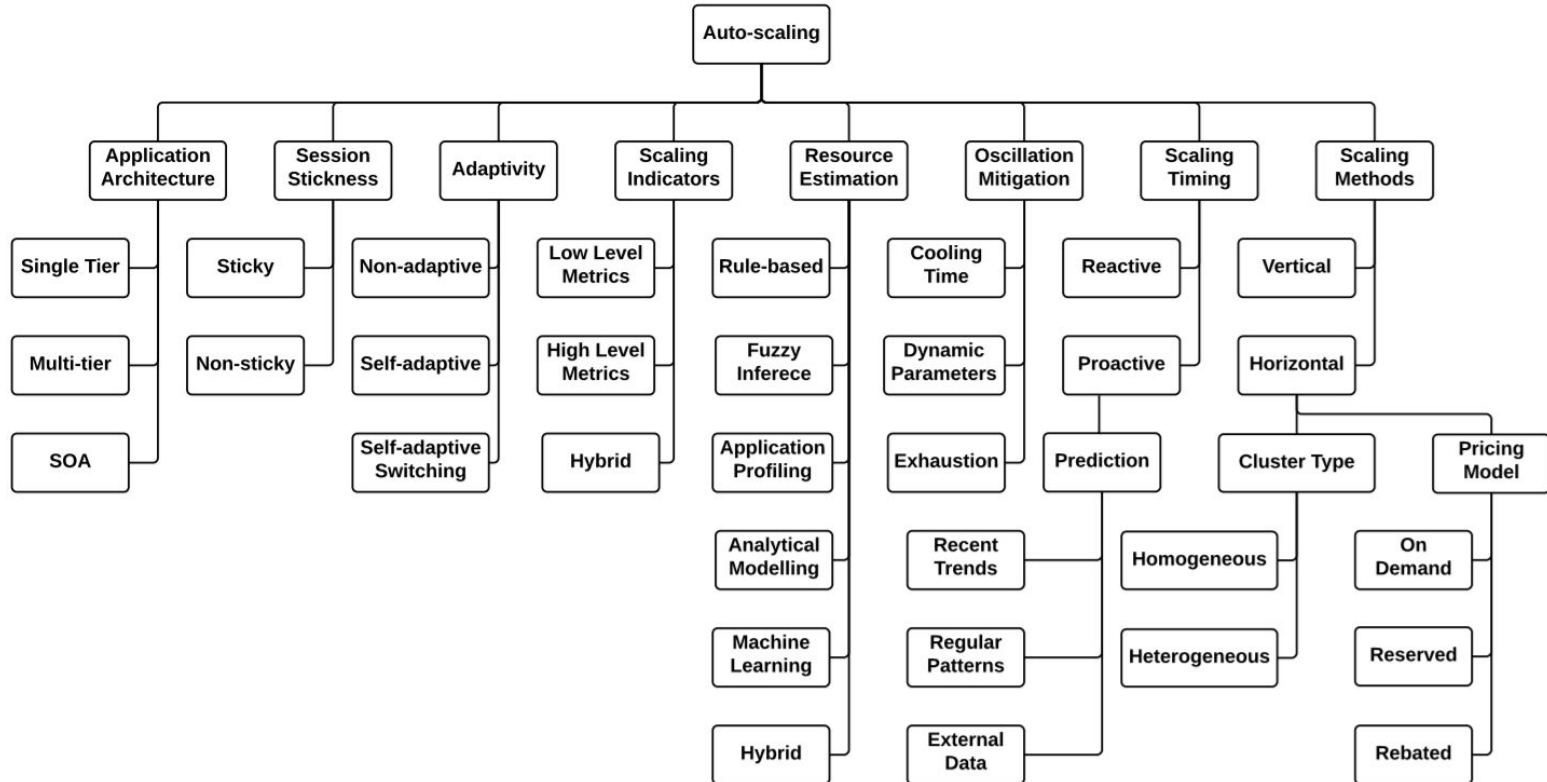 Auto-scaling
Application
Architecture
Session
Stickness
Adaptivity
Scaling
Indicators
Resource
Estimation
Oscillation
Mitigation
Scaling
Timing
Scaling
Methods
Single Tier
Sticky
Non-adaptive
Low Level
Metrics
Rule-based
Cooling
Time
Reactive
Vertical
Multi-tier
Non-sticky
Self-adaptive
High Level
Metrics
Fuzzy
Inferece
Dynamic
Parameters
Proactive
Horizontal
SOA
Self-adaptive
Switching
Hybrid
Application
Profiling
Exhaustion
Prediction
Cluster Type
Pricing
Model
Analytical
Modelling
Recent
Trends
Homogeneous
On
Demand
Machine
Learning
Regular
Patterns
Heterogeneous
Reserved
Hybrid
External
Data
Rebated